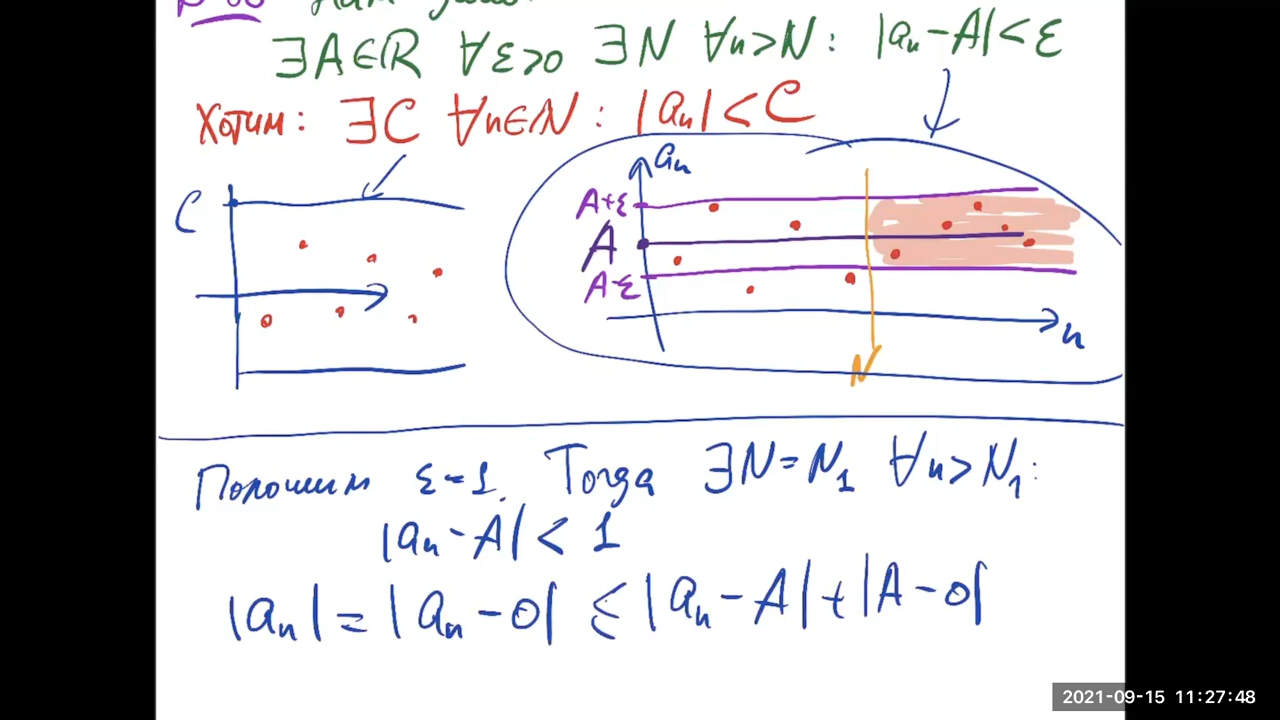 ∃A∈ℝ ∀ε>0 ∃N ∀n>N: |aₙ-A|<ε
Хотим: ∃C ∀n∈ℕ: |aₙ|<C
C
aₙ
A+ε
A
A-ε
n
N
Положим ε=1. Тогда ∃N=N₁ ∀n>N₁:
|aₙ-A|<1
|aₙ|=|aₙ-0|≤|aₙ-A|+|A-0|
2021-09-15 11:27:48